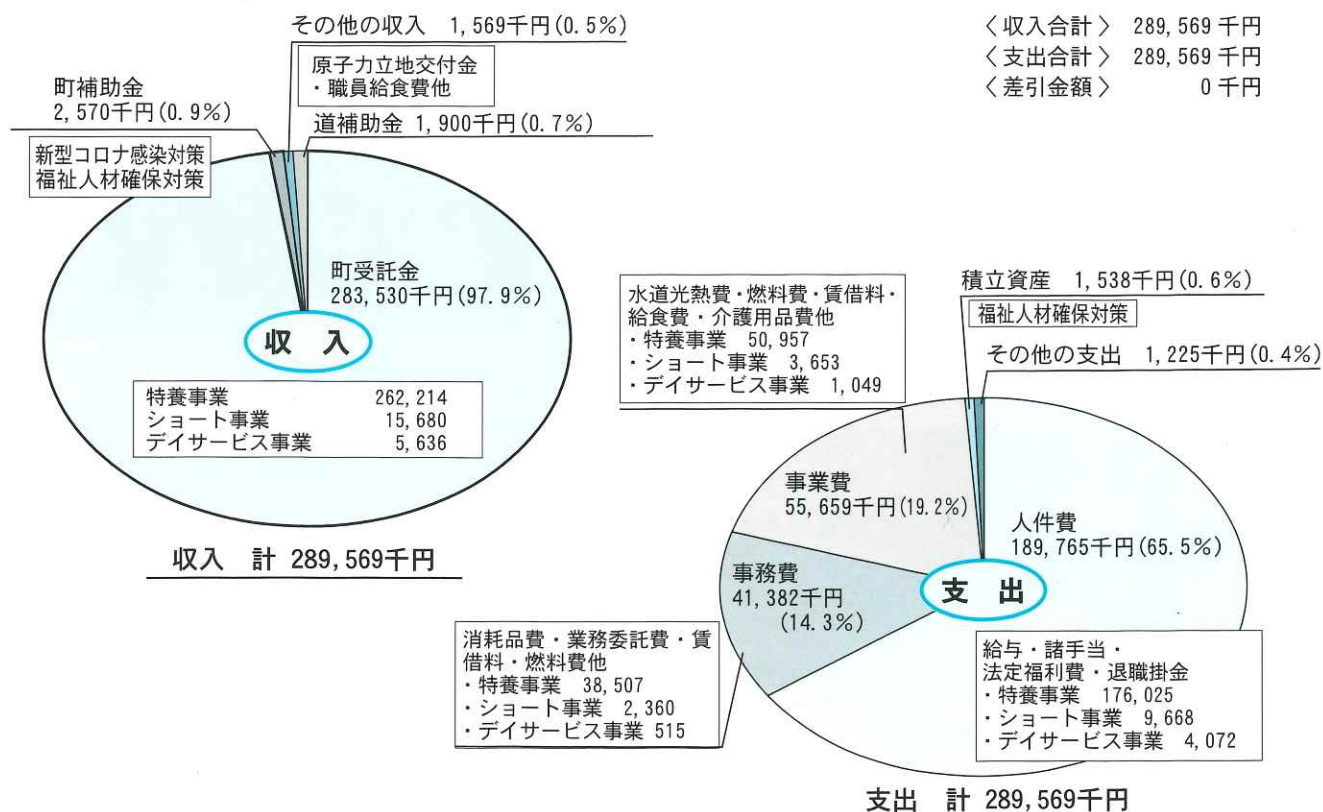 その他の収入 1,569千円(0.5%)
原子力立地交付金
・職員給食費他
町補助金
2,570千円(0.9%)
道補助金 1,900千円(0.7%)
新型コロナ感染対策
福祉人材確保対策
町受託金
283,530千円(97.9%)
収 入
特養事業 262,214
ショート事業 15,680
デイサービス事業 5,636
収入 計 289,569千円
〈収入合計〉 289,569千円
〈支出合計〉 289,569千円
〈差引金額〉 0千円
水道光熱費・燃料費・賃借料・
給食費・介護用品費他
・特養事業 50,957
・ショート事業 3,653
・デイサービス事業 1,049
積立資産 1,538千円(0.6%)
福祉人材確保対策
その他の支出 1,225千円(0.4%)
事業費
55,659千円(19.2%)
人件費
189,765千円(65.5%)
事務費
41,382千円
(14.3%)
支 出
消耗品費・業務委託費・賃
借料・燃料費他
・特養事業 38,507
・ショート事業 2,360
・デイサービス事業 515
給与・諸手当・
法定福利費・退職掛金
・特養事業 176,025
・ショート事業 9,668
・デイサービス事業 4,072
支出 計 289,569千円